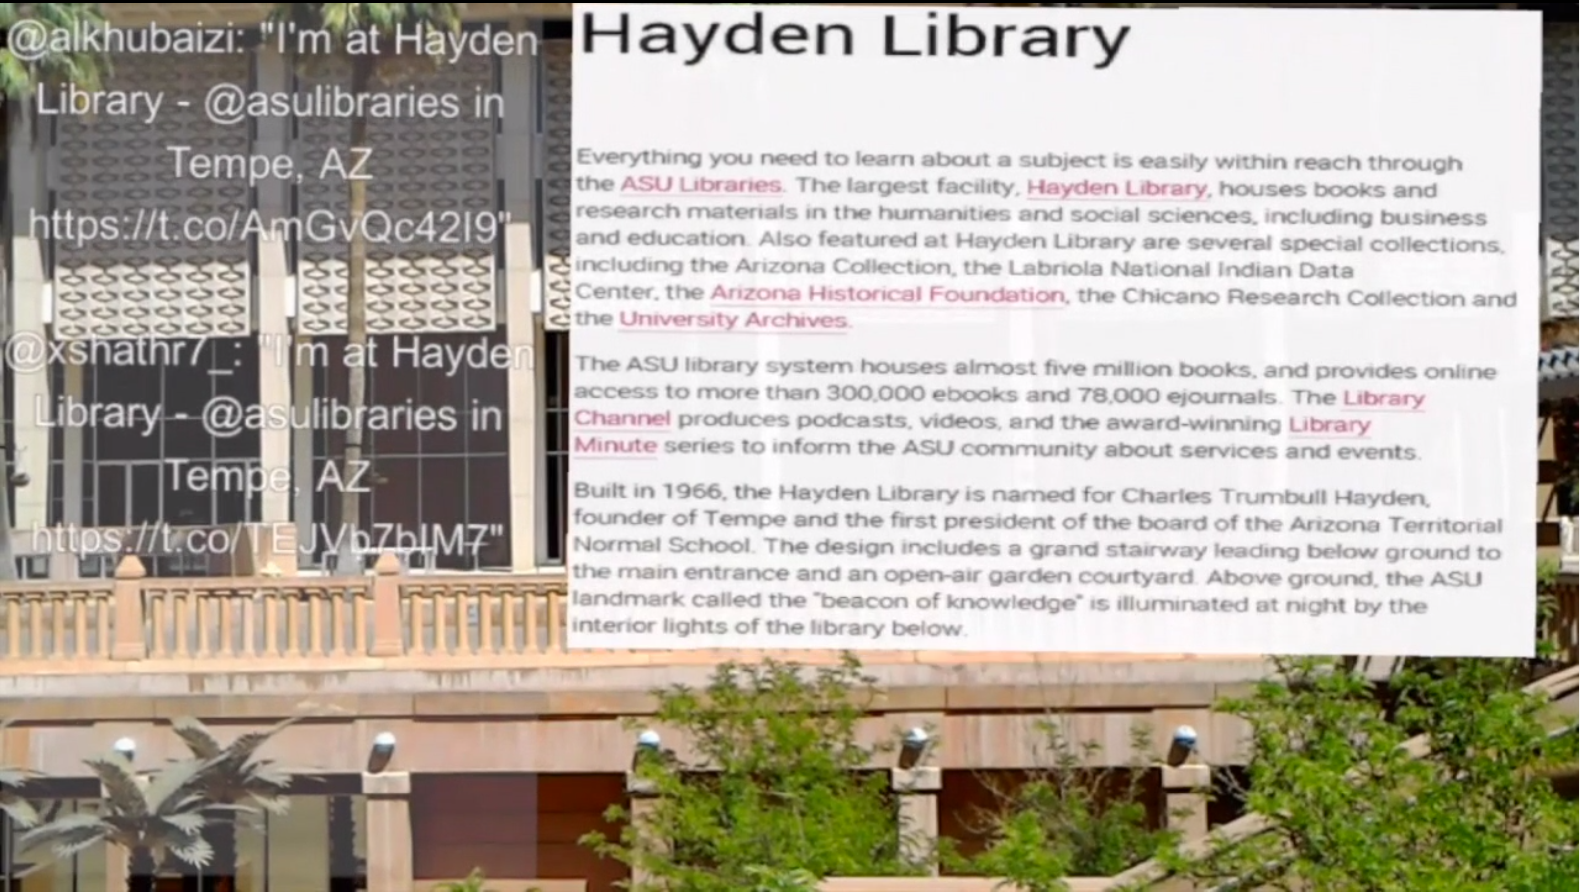 @alkhubaizi: "I'm at Hayden
Library - @asulibraries in
Tempe, AZ
https://t.co/AmGvQc42I9"
@xshathr7_: "I'm at Hayden
Library - @asulibraries in
Tempe, AZ
https://t.co/TEJVb7bIM7"
Hayden Library
Everything you need to learn about a subject is easily within reach through
the ASU Libraries. The largest facility, Hayden Library, houses books and
research materials in the humanities and social sciences, including business
and education. Also featured at Hayden Library are several special collections,
including the Arizona Collection, the Labriola National Indian Data
Center, the Arizona Historical Foundation, the Chicano Research Collection and
the University Archives.
The ASU library system houses almost five million books, and provides online
access to more than 300,000 ebooks and 78,000 ejournals. The Library
Channel produces podcasts, videos, and the award-winning Library
Minute series to inform the ASU community about services and events.
Built in 1966, the Hayden Library is named for Charles Trumbull Hayden,
founder of Tempe and the first president of the board of the Arizona Territorial
Normal School. The design includes a grand stairway leading below ground to
the main entrance and an open-air garden courtyard. Above ground, the ASU
landmark called the "beacon of knowledge" is illuminated at night by the
interior lights of the library below.